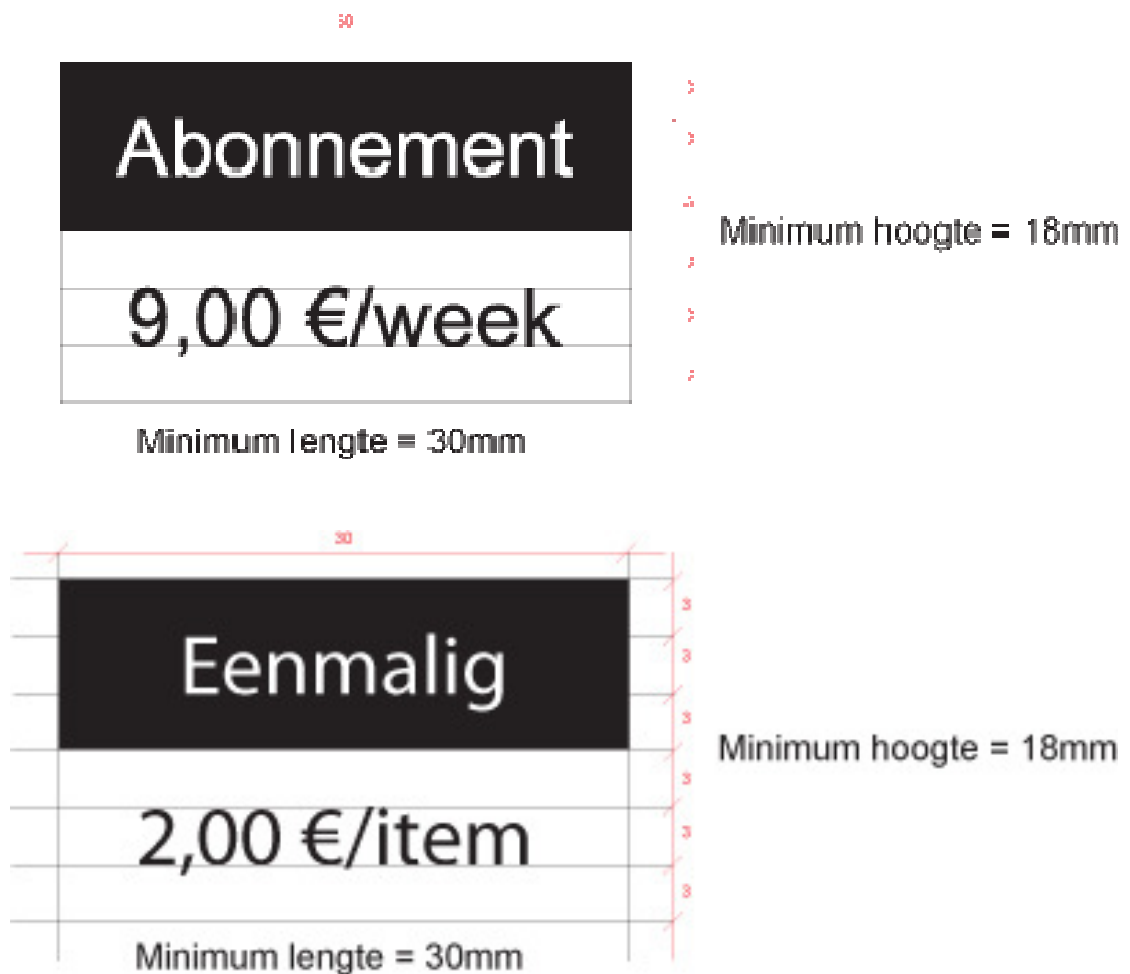 Abonnement
Minimum hoogte = 18mm
9,00 €/week
Minimum lengte = 30mm
30
Eenmalig
3
3
3
Minimum hoogte = 18mm
3
2,00 €/item
3
3
Minimum lengte = 30mm